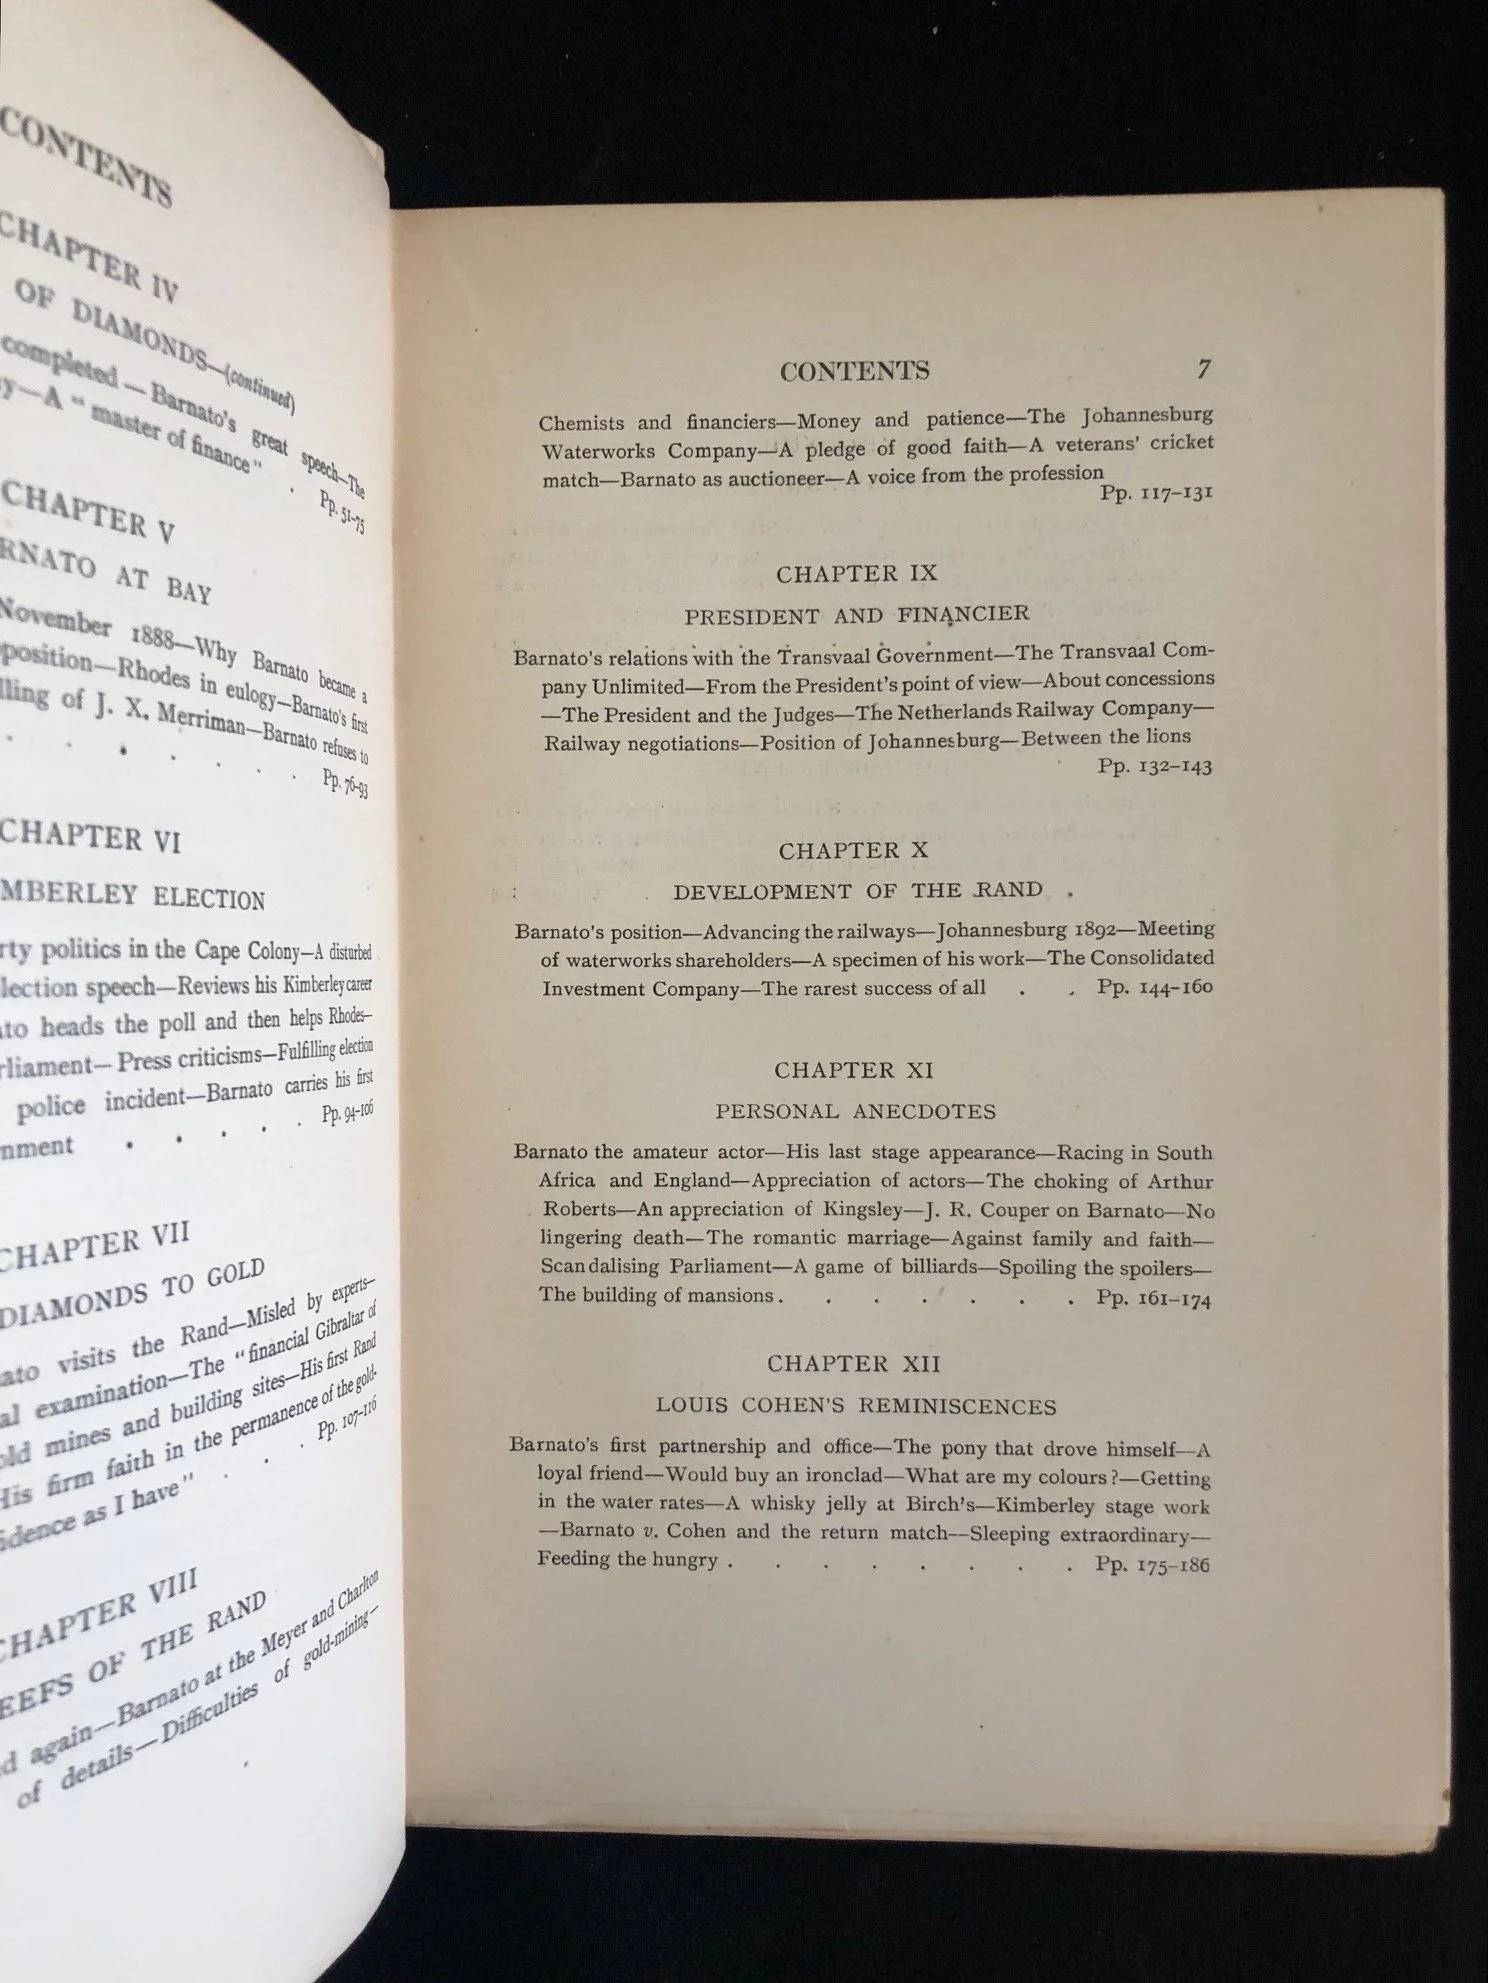 CONTENTS
CHAPTER IV
OF DIAMONDS—(continued)
completed — Barnato's great speech—The
—A "master of finance" . Pp. 51-75
CHAPTER V
AT BAY
November 1888—Why Barnato became a
—Rhodes in eulogy—Barnato's first
of J. X. Merriman—Barnato refuses to
. . . . . . . Pp. 76-93
CHAPTER VI
ELECTION
politics in the Cape Colony—A disturbed
speech—Reviews his Kimberley career
heads the poll and then helps Rhodes—
— Press criticisms—Fulfilling election
police incident—Barnato carries his first
. . . . . Pp. 94-106
CHAPTER VII
DIAMONDS TO GOLD
visits the Rand—Misled by experts—
examination—The "financial Gibraltar of
mines and building sites—His first Rand
His firm faith in the permanence of the gold-
as I have" . . . Pp. 107-116
CHAPTER VIII
OF THE RAND
again—Barnato at the Meyer and Charlton
of details—Difficulties of gold-mining—
CONTENTS 7
Chemists and financiers—Money and patience—The Johannesburg
Waterworks Company—A pledge of good faith—A veterans' cricket
match—Barnato as auctioneer—A voice from the profession
Pp. 117-131
CHAPTER IX
PRESIDENT AND FINANCIER
Barnato's relations with the Transvaal Government—The Transvaal Com-
pany Unlimited—From the President's point of view—About concessions
—The President and the Judges—The Netherlands Railway Company—
Railway negotiations—Position of Johannesburg—Between the lions
Pp. 132-143
CHAPTER X
DEVELOPMENT OF THE RAND
Barnato's position—Advancing the railways—Johannesburg 1892—Meeting
of waterworks shareholders—A specimen of his work—The Consolidated
Investment Company—The rarest success of all . . Pp. 144-160
CHAPTER XI
PERSONAL ANECDOTES
Barnato the amateur actor—His last stage appearance—Racing in South
Africa and England—Appreciation of actors—The choking of Arthur
Roberts—An appreciation of Kingsley—J. R. Couper on Barnato—No
lingering death—The romantic marriage—Against family and faith—
Scandalising Parliament—A game of billiards—Spoiling the spoilers—
The building of mansions . . . . . . . Pp. 161-174
CHAPTER XII
LOUIS COHEN'S REMINISCENCES
Barnato's first partnership and office—The pony that drove himself—A
loyal friend—Would buy an ironclad—What are my colours?—Getting
in the water rates—A whisky jelly at Birch's—Kimberley stage work
—Barnato v. Cohen and the return match—Sleeping extraordinary—
Feeding the hungry . . . . . . . . Pp. 175-186